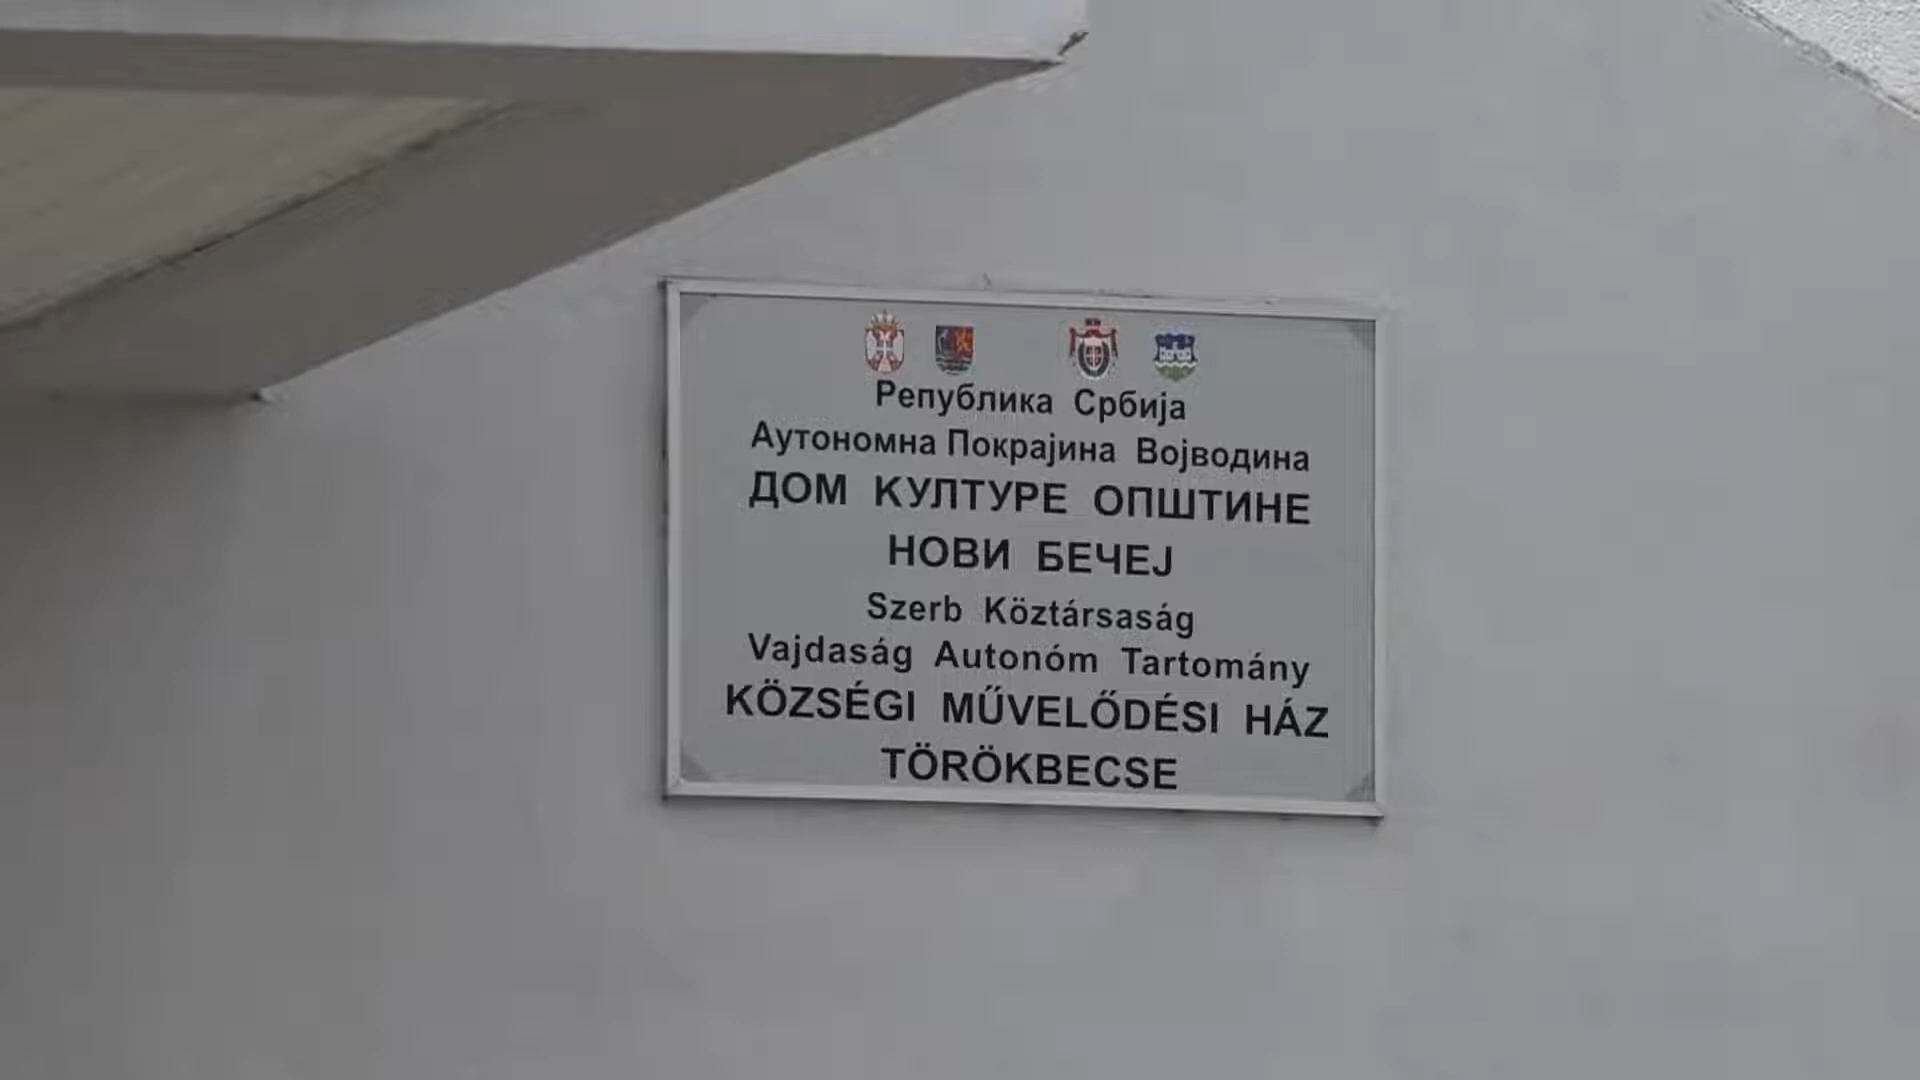 Република Србија
Аутономна Покрајина Војводина
ДОМ КУЛТУРЕ ОПШТИНЕ
НОВИ БЕЧЕЈ
Szerb Köztársaság
Vajdaság Autonóm Tartomány
KÖZSÉGI MŰVELŐDÉSI HÁZ
TÖRÖKBECSE